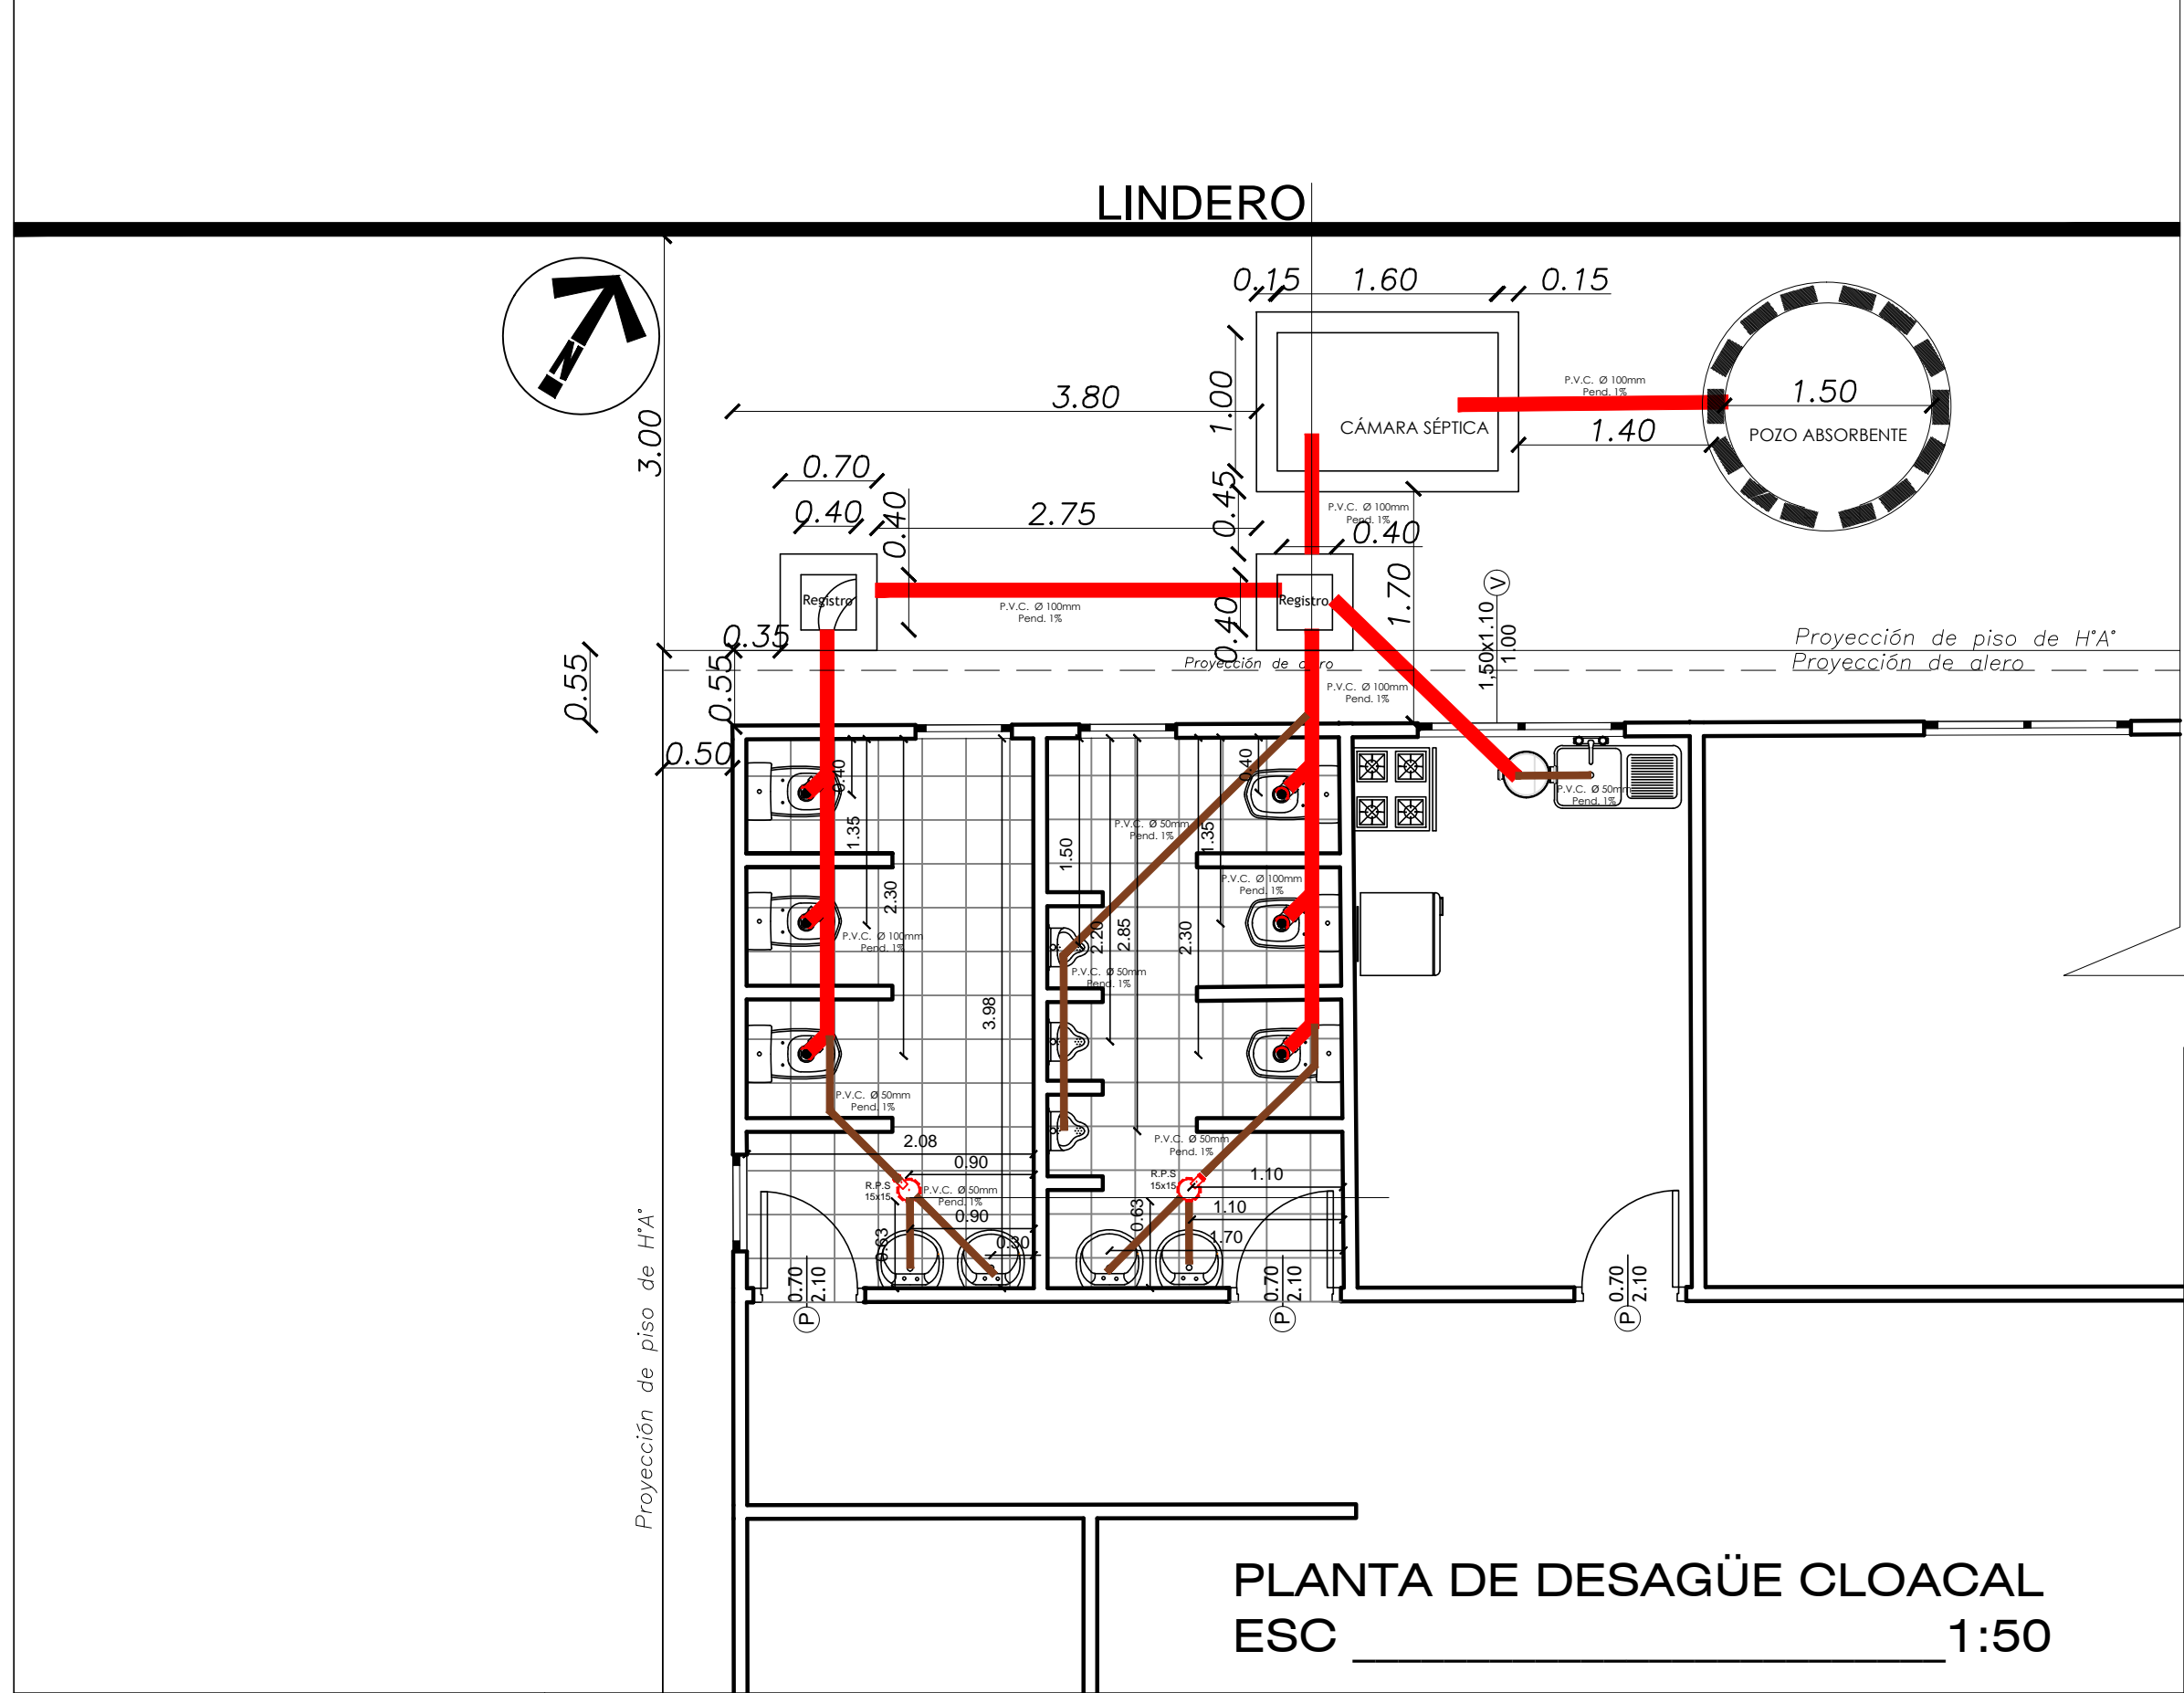 LINDERO
0.15
1.60
0.15
N
3.80
1.00
P.V.C. Ø 100mm
Pend. 1%
1.50
CÁMARA SÉPTICA
1.40
POZO ABSORBENTE
3.00
0.70
0.40
0.40
2.75
0.45
P.V.C. Ø 100mm
Pend. 1%
0.40
Registro
Registro
P.V.C. Ø 100mm
Pend. 1%
0.40
1.70
V
1,50x1.10
1.00
0.35
0.55
0.55
Proyección de piso de H°A°
Proyección de alero
Proyección de alero
P.V.C. Ø 100mm
Pend. 1%
0.50
0.40
0.40
1.35
1.50
P.V.C. Ø 50mm
Pend. 1%
1.35
P.V.C. Ø 50mm
Pend. 1%
2.30
P.V.C. Ø 100mm
Pend. 1%
P.V.C. Ø 100mm
Pend. 1%
2.20
2.85
2.30
P.V.C. Ø 50mm
Pend. 1%
3.98
P.V.C. Ø 50mm
Pend. 1%
2.08
P.V.C. Ø 50mm
Pend. 1%
0.90
R.P.S
15x15
P.V.C. Ø 50mm
Pend. 1%
R.P.S
15x15
1.10
0.90
0.63
0.30
0.63
1.10
1.70
0.70
2.10
P
0.70
2.10
P
0.70
2.10
P
Proyección de piso de H°A°
PLANTA DE DESAGÜE CLOACAL
ESC __________________________1:50